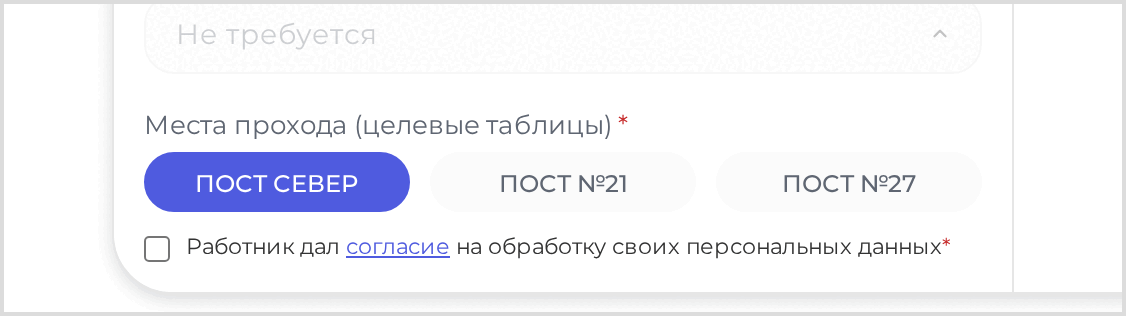 Не требуется
Места прохода (целевые таблицы) *
ПОСТ СЕВЕР ПОСТ №21 ПОСТ №27
Работник дал согласие на обработку своих персональных данных*